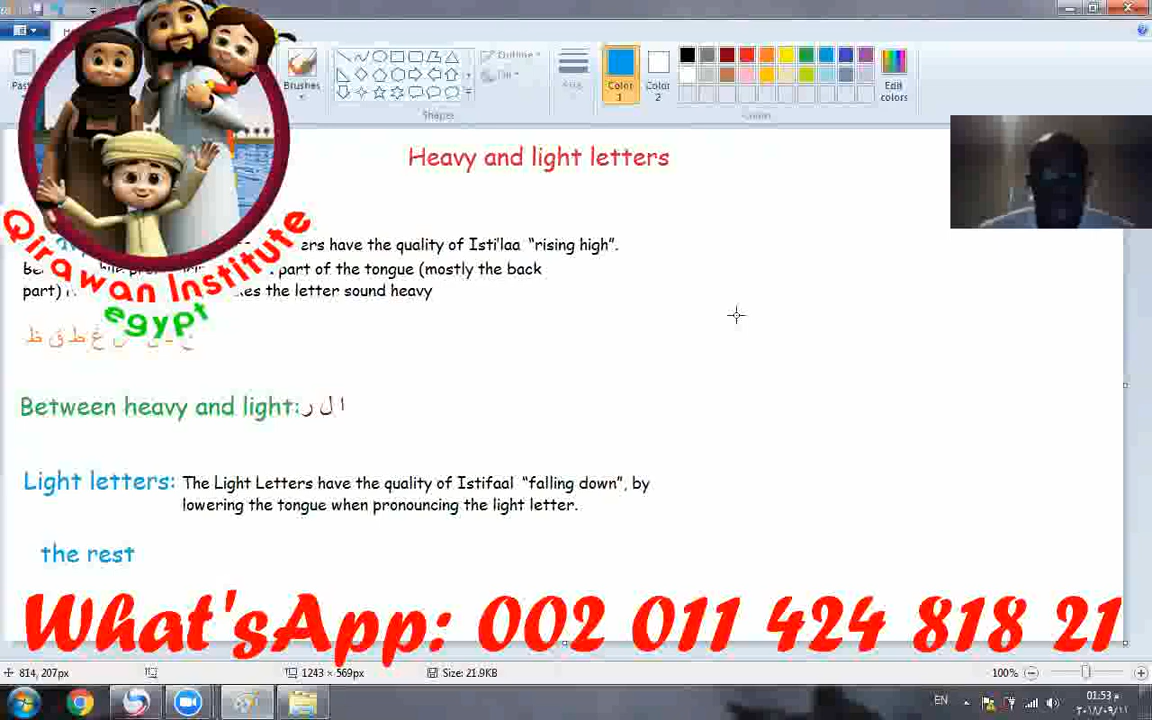 Brushes
Outline
Shapes
Color
1
Color
2
Edit
colors
Heavy and light letters
have the quality of Isti'laa “rising high”.
part of the tongue (mostly the back
part)
the letter sound heavy
غ ط ق ظ
Between heavy and light: ا ل ر
Light letters: The Light Letters have the quality of Istifaal “falling down”, by
lowering the tongue when pronouncing the light letter.
the rest
Qirawan Institute
egypt
What'sApp: 002 011 424 818 21
814, 207px
1243 × 569px
Size: 21.9KB
100%
EN
01:53 م
٢٠١٨/٠٩/١١